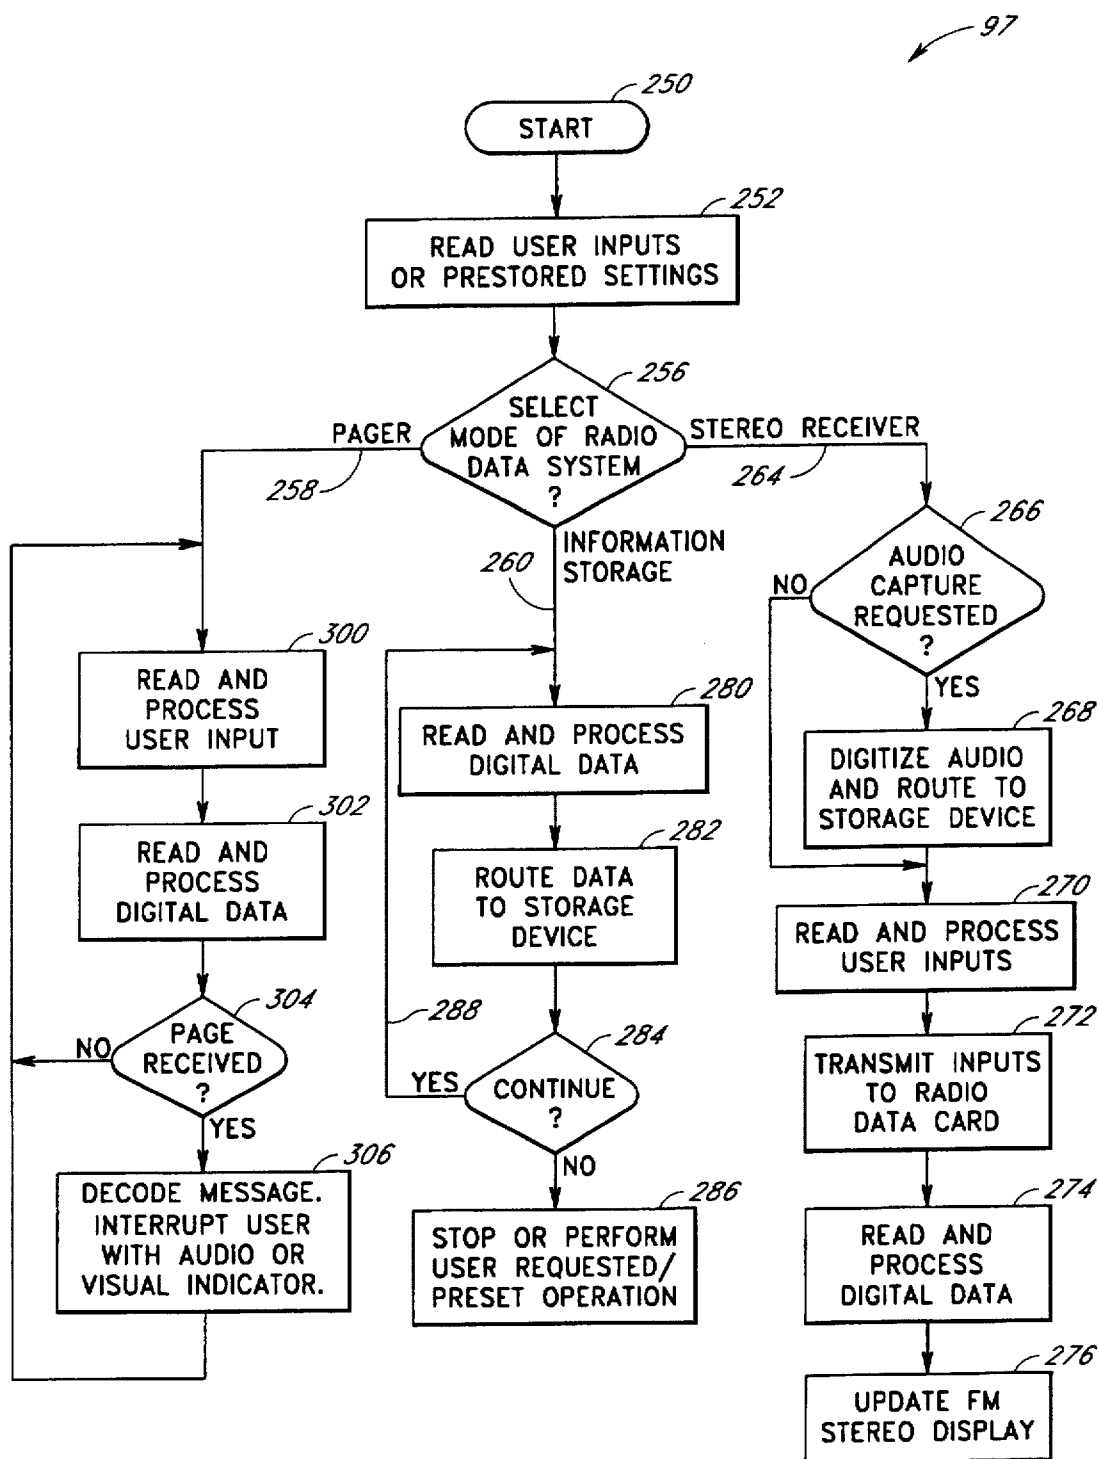 97
250
START
252
READ USER INPUTS
OR PRESTORED SETTINGS
256
SELECT
MODE OF RADIO
DATA SYSTEM
?
PAGER
258
STEREO RECEIVER
264
INFORMATION
STORAGE
260
266
AUDIO
CAPTURE
REQUESTED
?
NO
YES
300
READ AND
PROCESS
USER INPUT
280
READ AND PROCESS
DIGITAL DATA
268
DIGITIZE AUDIO
AND ROUTE TO
STORAGE DEVICE
302
READ AND
PROCESS
DIGITAL DATA
282
ROUTE DATA
TO STORAGE
DEVICE
270
READ AND PROCESS
USER INPUTS
304
PAGE
RECEIVED
?
NO
YES
288
284
CONTINUE
?
YES
NO
272
TRANSMIT INPUTS
TO RADIO
DATA CARD
306
DECODE MESSAGE.
INTERRUPT USER
WITH AUDIO OR
VISUAL INDICATOR.
286
STOP OR PERFORM
USER REQUESTED/
PRESET OPERATION
274
READ AND
PROCESS
DIGITAL DATA
276
UPDATE FM
STEREO DISPLAY